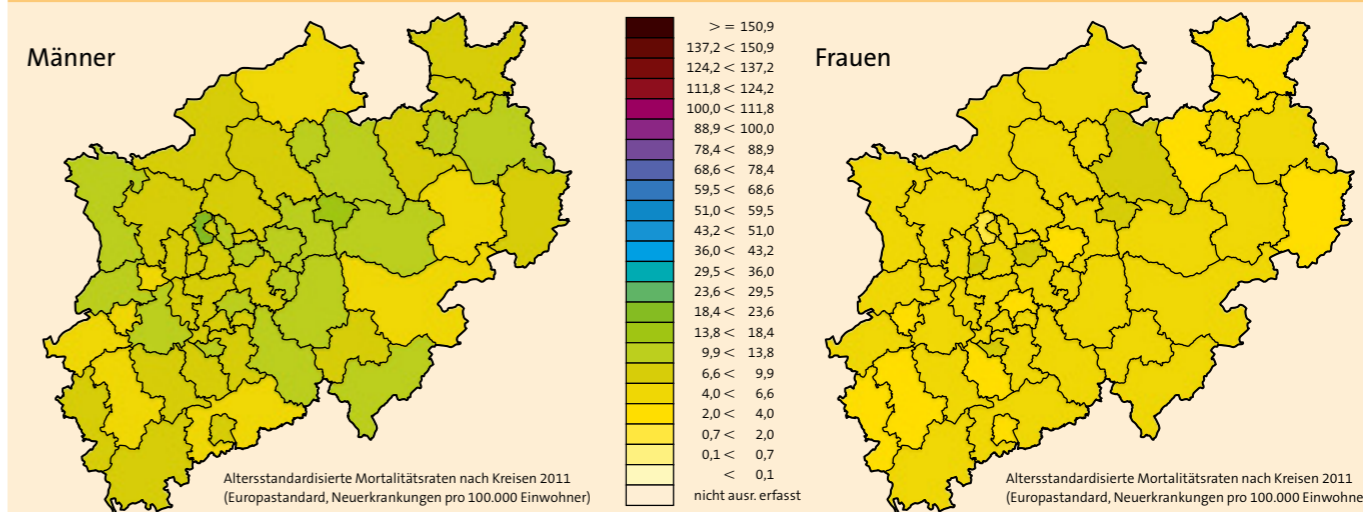 Männer
> = 150,9
137,2 < 150,9
124,2 < 137,2
111,8 < 124,2
100,0 < 111,8
88,9 < 100,0
78,4 < 88,9
68,6 < 78,4
59,5 < 68,6
51,0 < 59,5
43,2 < 51,0
36,0 < 43,2
29,5 < 36,0
23,6 < 29,5
18,4 < 23,6
13,8 < 18,4
9,9 < 13,8
6,6 < 9,9
4,0 < 6,6
2,0 < 4,0
0,7 < 2,0
0,1 < 0,7
< 0,1
nicht ausr. erfasst
Altersstandardisierte Mortalitätsraten nach Kreisen 2011
(Europastandard, Neuerkrankungen pro 100.000 Einwohner)
Frauen
Altersstandardisierte Mortalitätsraten nach Kreisen 2011
(Europastandard, Neuerkrankungen pro 100.000 Einwohne